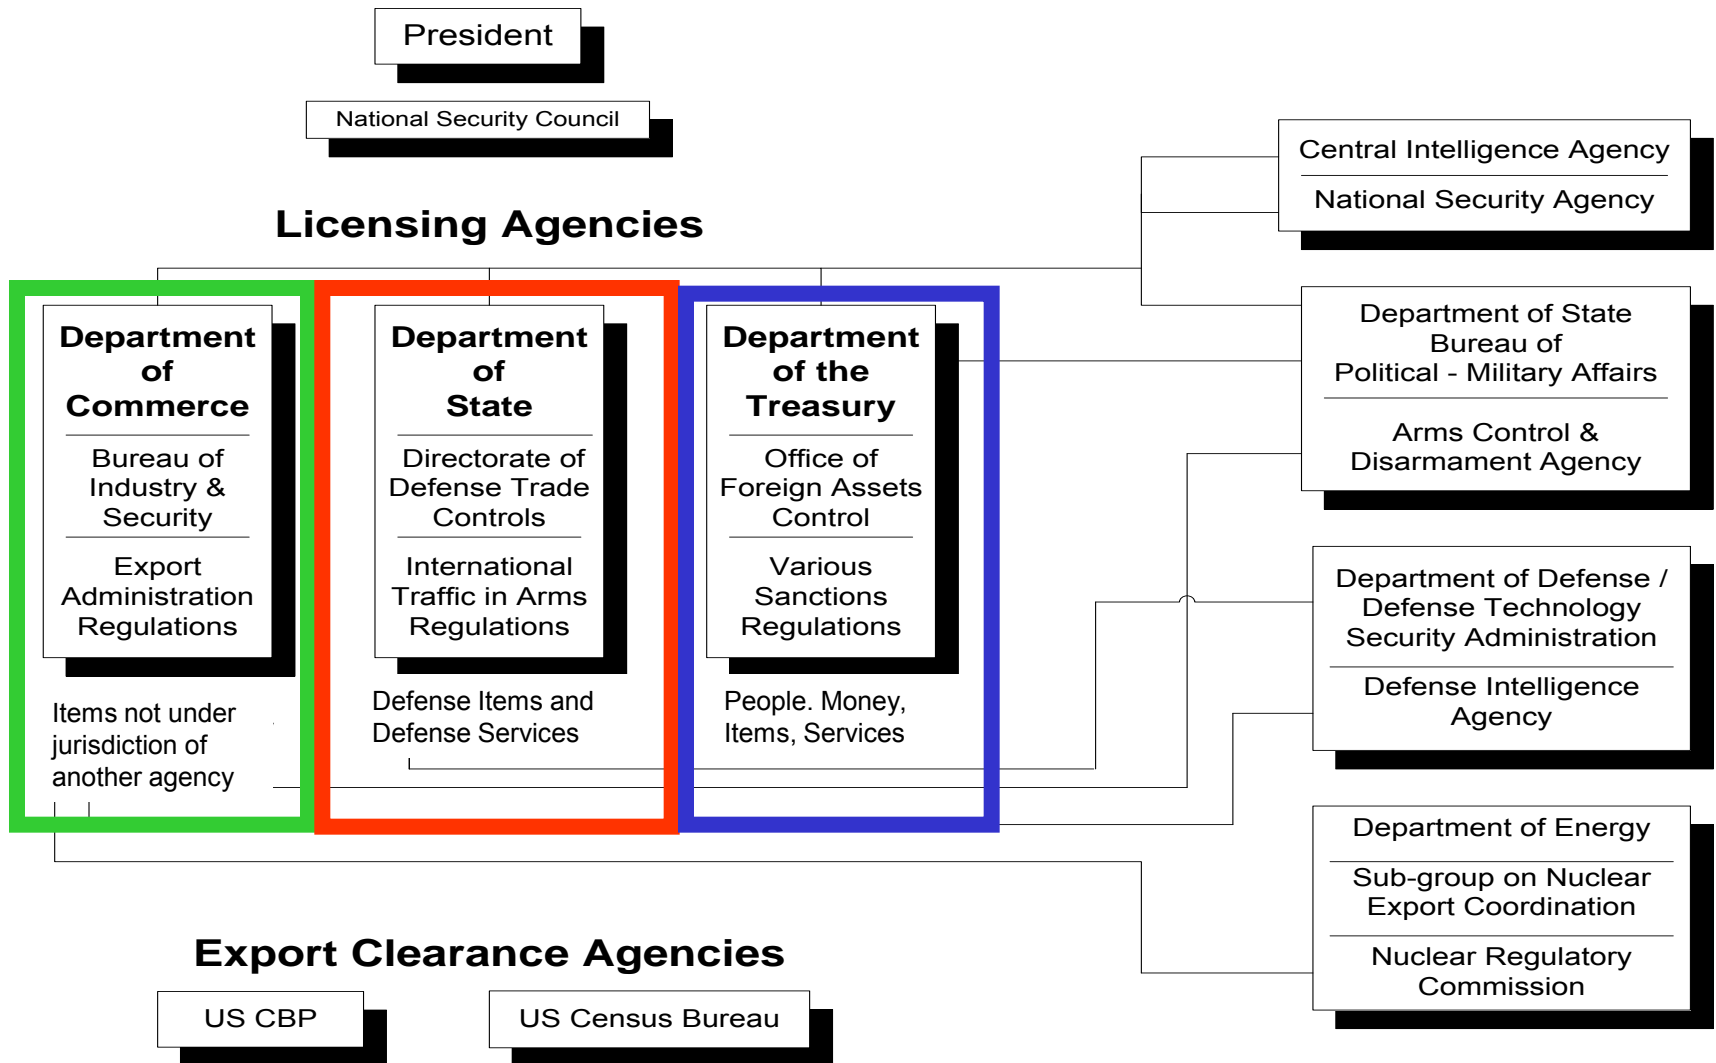 President
National Security Council
Licensing Agencies
Department
of
Commerce
Bureau of
Industry &
Security
Export
Administration
Regulations
Items not under
jurisdiction of
another agency
Department
of
State
Directorate of
Defense Trade
Controls
International
Traffic in Arms
Regulations
Defense Items and
Defense Services
Department
of the
Treasury
Office of
Foreign Assets
Control
Various
Sanctions
Regulations
People. Money,
Items, Services
Central Intelligence Agency
National Security Agency
Department of State
Bureau of
Political - Military Affairs
Arms Control &
Disarmament Agency
Department of Defense /
Defense Technology
Security Administration
Defense Intelligence
Agency
Department of Energy
Sub-group on Nuclear
Export Coordination
Nuclear Regulatory
Commission
Export Clearance Agencies
US CBP
US Census Bureau